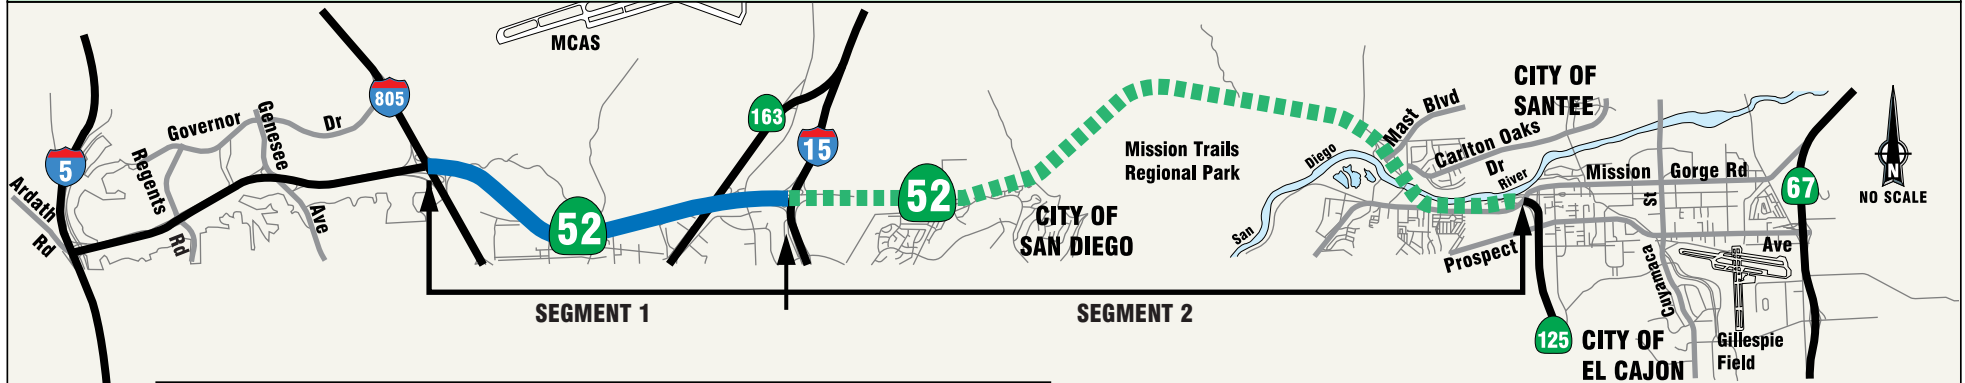 MCAS
CITY OF
SANTEE
805
163
15
5
Governor
Genesee
Dr
Regents
Rd
Ave
Ardath
Rd
52
52
Mission Trails
Regional Park
CITY OF
SAN DIEGO
Mast Blvd
Carlton Oaks
Dr
San
Diego
River
Mission
Gorge Rd
St
Cuyamaca
Prospect
Ave
67
NO SCALE
SEGMENT 1
SEGMENT 2
125
CITY OF
EL CAJON
Gillespie
Field